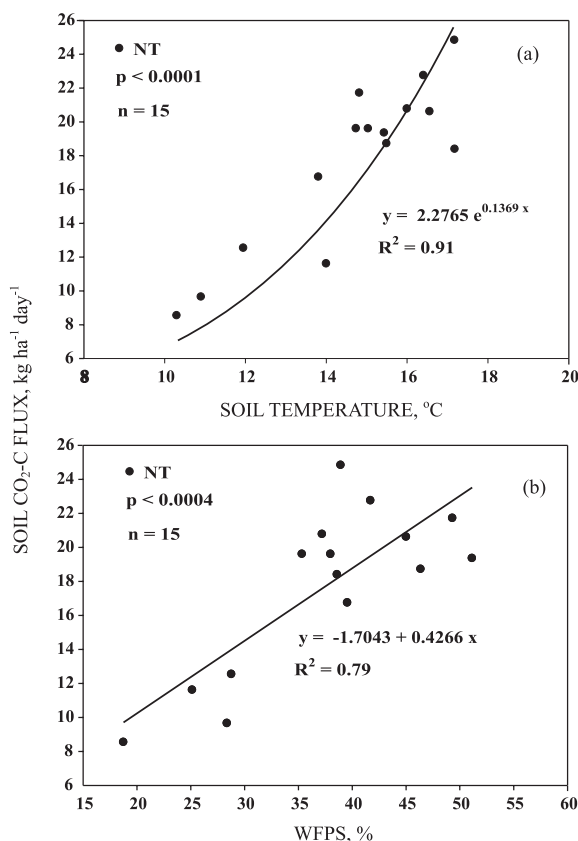 SOIL CO₂-C FLUX, kg ha⁻¹ day⁻¹
26
24
22
20
18
16
14
12
10
8
6
NT
p < 0.0001
n = 15
(a)
y = 2.2765 e^0.1369 x
R² = 0.91
8 10 12 14 16 18 20
SOIL TEMPERATURE, °C
26
24
22
20
18
16
14
12
10
8
6
NT
p < 0.0004
n = 15
(b)
y = -1.7043 + 0.4266 x
R² = 0.79
15 20 25 30 35 40 45 50 55 60
WFPS, %